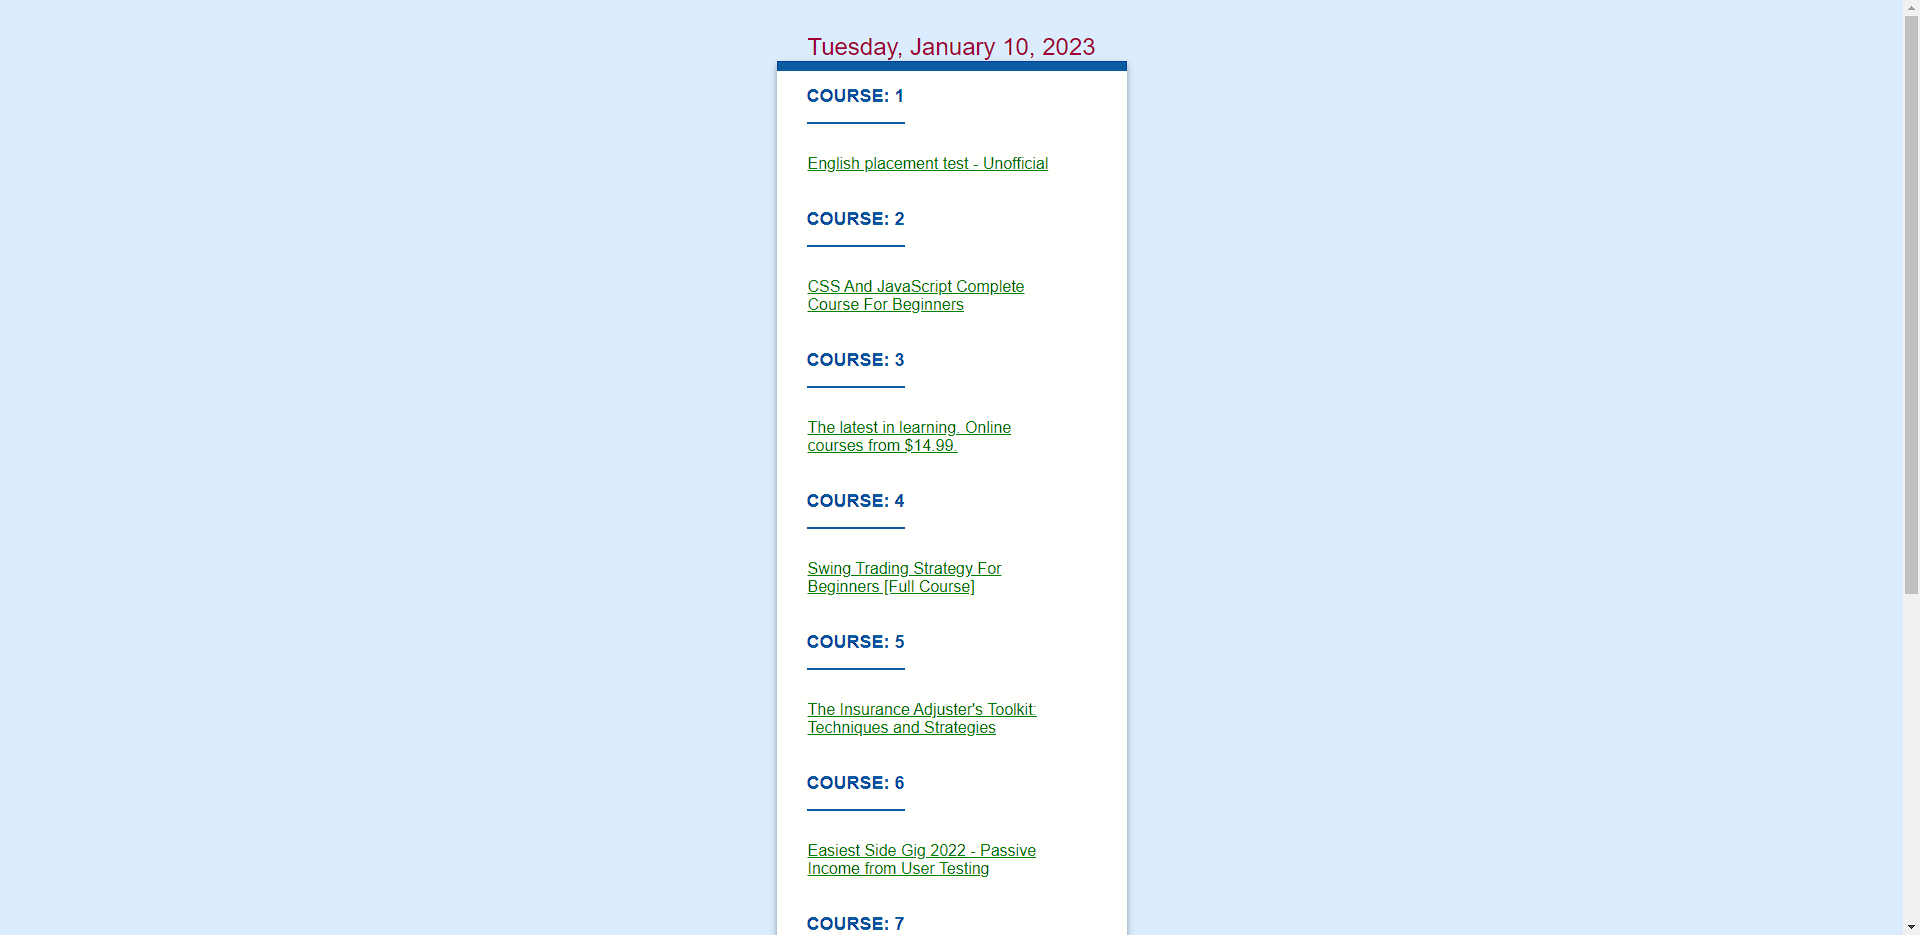 Tuesday, January 10, 2023
COURSE: 1
English placement test - Unofficial
COURSE: 2
CSS And JavaScript Complete
Course For Beginners
COURSE: 3
The latest in learning. Online
courses from $14.99.
COURSE: 4
Swing Trading Strategy For
Beginners [Full Course]
COURSE: 5
The Insurance Adjuster's Toolkit:
Techniques and Strategies
COURSE: 6
Easiest Side Gig 2022 - Passive
Income from User Testing
COURSE: 7